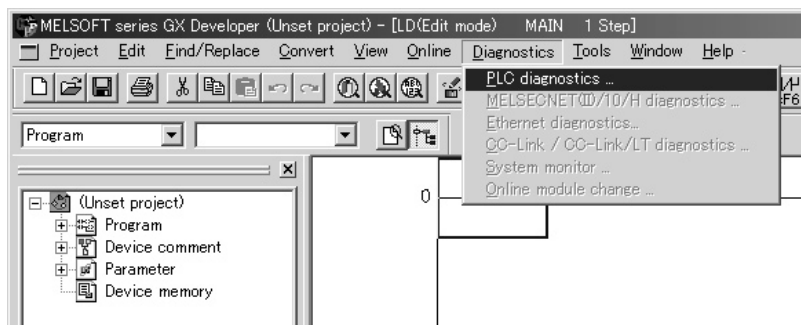 MELSOFT series GX Developer (Unset project) - [LD(Edit mode) MAIN 1 Step]
Project Edit Find/Replace Convert View Online Diagnostics Tools Window Help -
PLC diagnostics ...
MELSECNET(II)/10/H diagnostics ...
F6
Ethernet diagnostics...
Program
CC-Link / CC-Link/LT diagnostics ...
System monitor ...
Online module change ...
0
(Unset project)
Program
Device comment
Parameter
Device memory